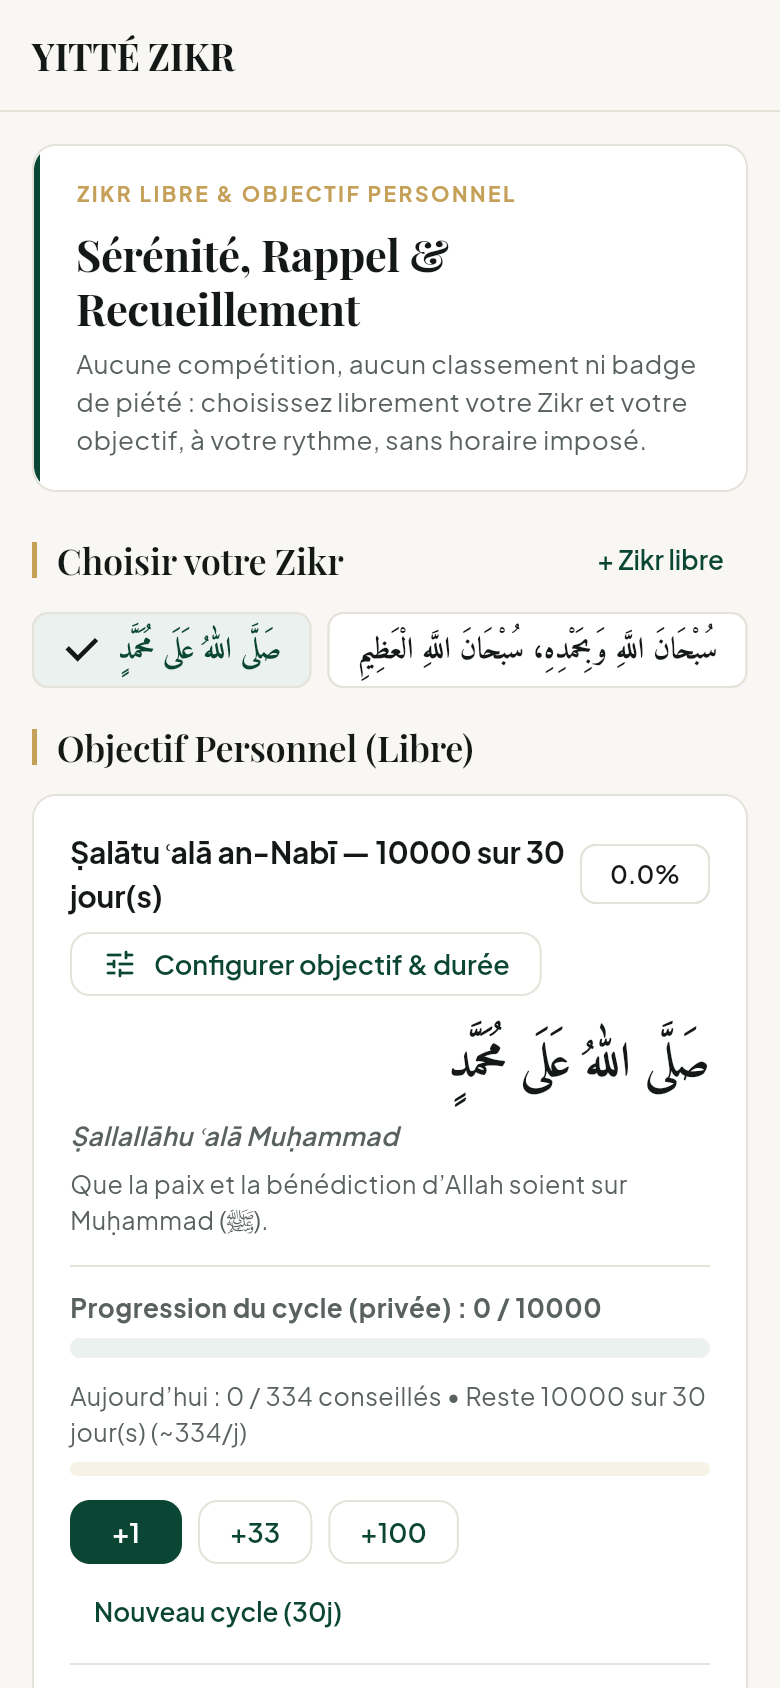 YITTÉ ZIKR
ZIKR LIBRE & OBJECTIF PERSONNEL
Sérénité, Rappel &
Recueillement
Aucune compétition, aucun classement ni badge
de piété : choisissez librement votre Zikr et votre
objectif, à votre rythme, sans horaire imposé.
Choisir votre Zikr
+ Zikr libre
صَلَّى اللهُ عَلَى مُحَمَّدٍ
سُبْحَانَ اللَّهِ وَبِحَمْدِهِ، سُبْحَانَ اللَّهِ الْعَظِيمِ
Objectif Personnel (Libre)
Ṣalātu ʿalā an-Nabī — 10000 sur 30
jour(s)
0.0%
Configurer objectif & durée
صَلَّى اللهُ عَلَى مُحَمَّدٍ
Ṣallallāhu ʿalā Muḥammad
Que la paix et la bénédiction d’Allah soient sur
Muḥammad (ﷺ).
Progression du cycle (privée) : 0 / 10000
Aujourd’hui : 0 / 334 conseillés • Reste 10000 sur 30
jour(s) (~334/j)
+1
+33
+100
Nouveau cycle (30j)